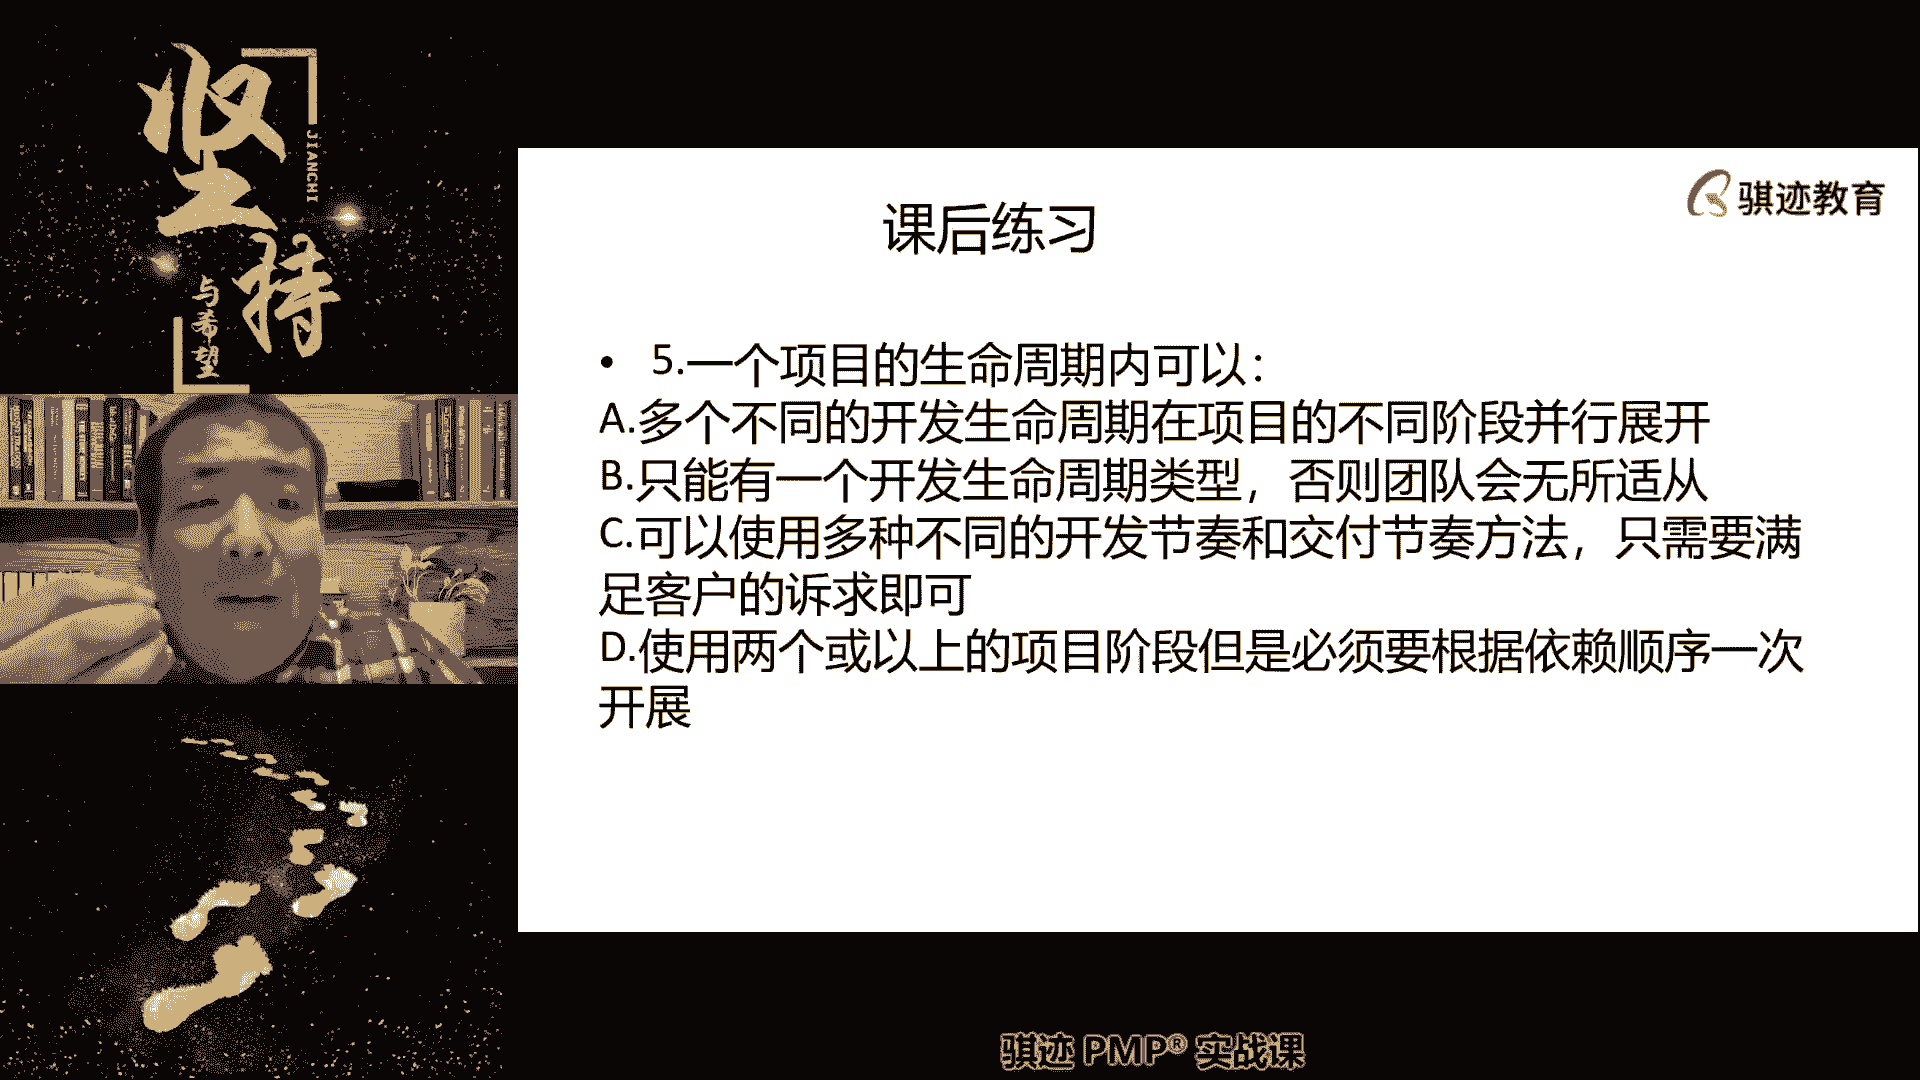 坚持
JIANCHI
与希望
骐迹教育
课后练习
• 5.一个项目的生命周期内可以：
A.多个不同的开发生命周期在项目的不同阶段并行展开
B.只能有一个开发生命周期类型，否则团队会无所适从
C.可以使用多种不同的开发节奏和交付节奏方法，只需要满
足客户的诉求即可
D.使用两个或以上的项目阶段但是必须要根据依赖顺序一次
开展
骐迹 PMP® 实战课